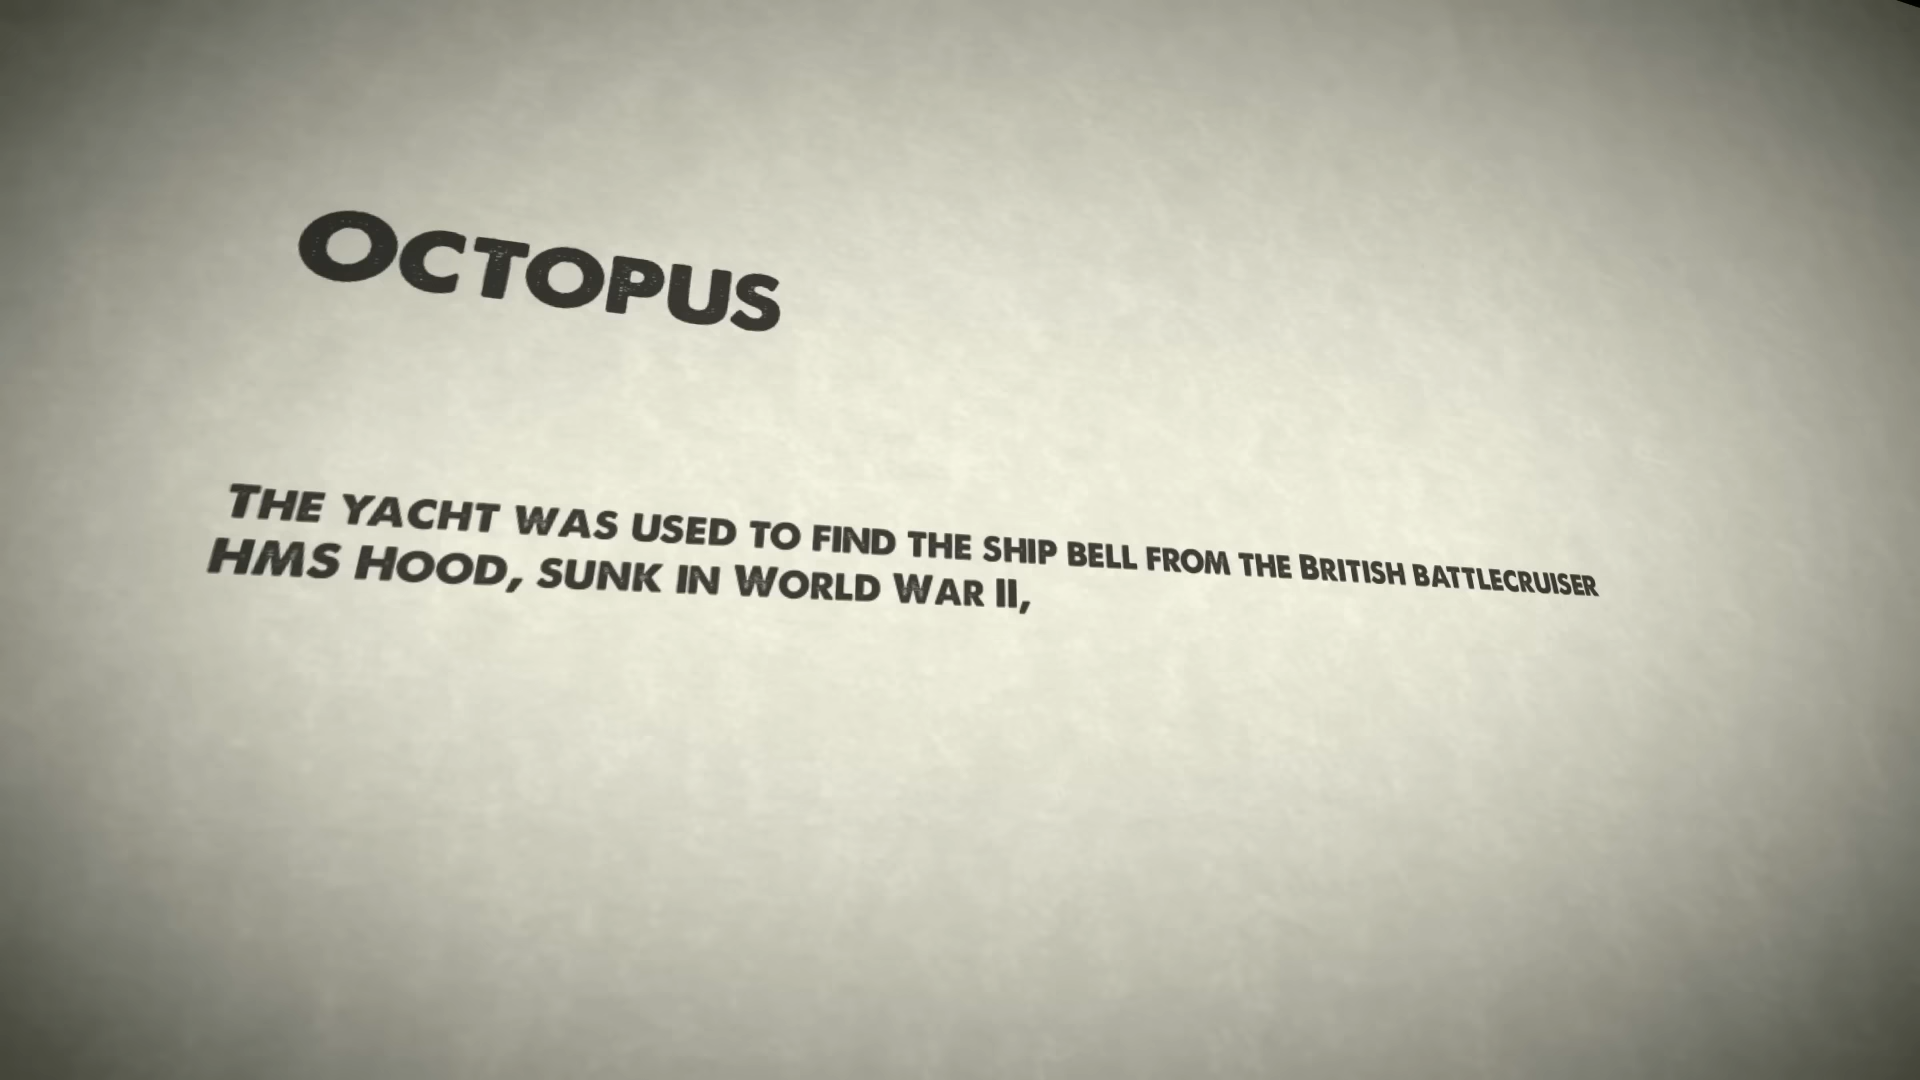 Octopus
The yacht was used to find the ship bell from the British battlecruiser
HMS HOOD, sunk in World War II,